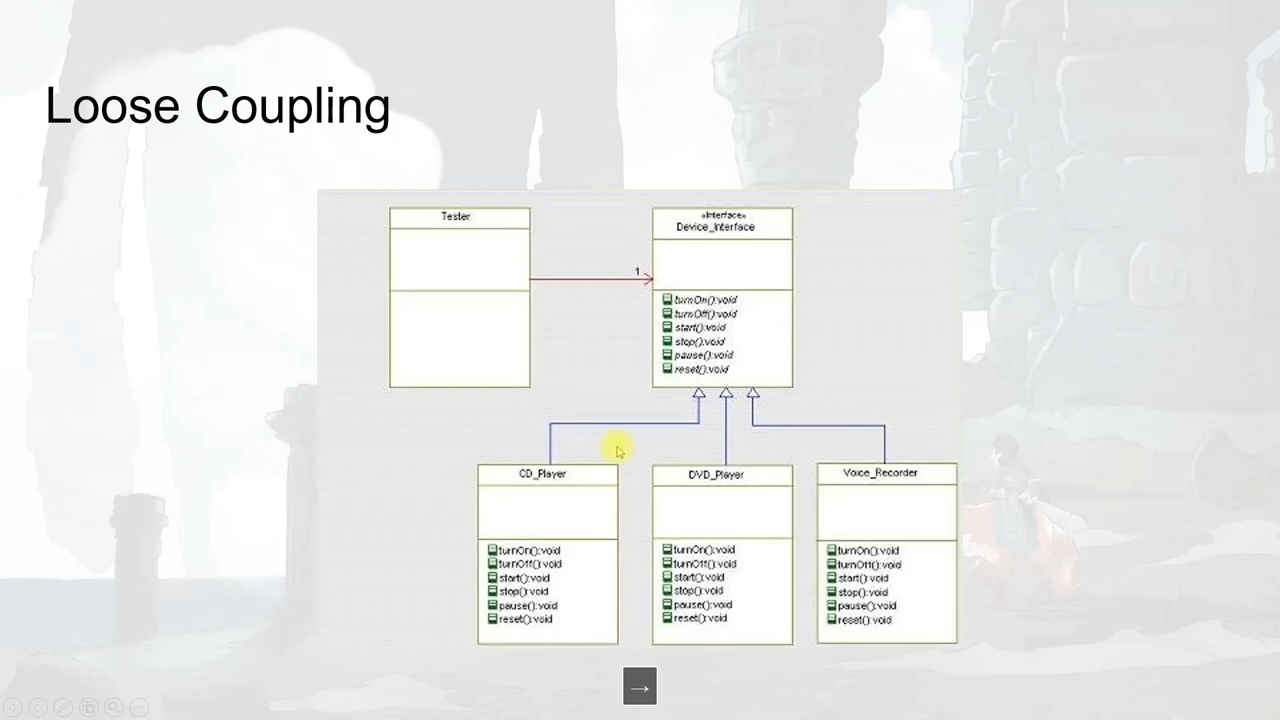 Loose Coupling
Tester
«Interface»
Device_Interface
1
turnOn():void
turnOff():void
start():void
stop():void
pause():void
reset():void
CD_Player
turnOn():void
turnOff():void
start():void
stop():void
pause():void
reset():void
DVD_Player
turnOn():void
turnOff():void
start():void
stop():void
pause():void
reset():void
Voice_Recorder
turnOn():void
turnOff():void
start():void
stop():void
pause():void
reset():void
→